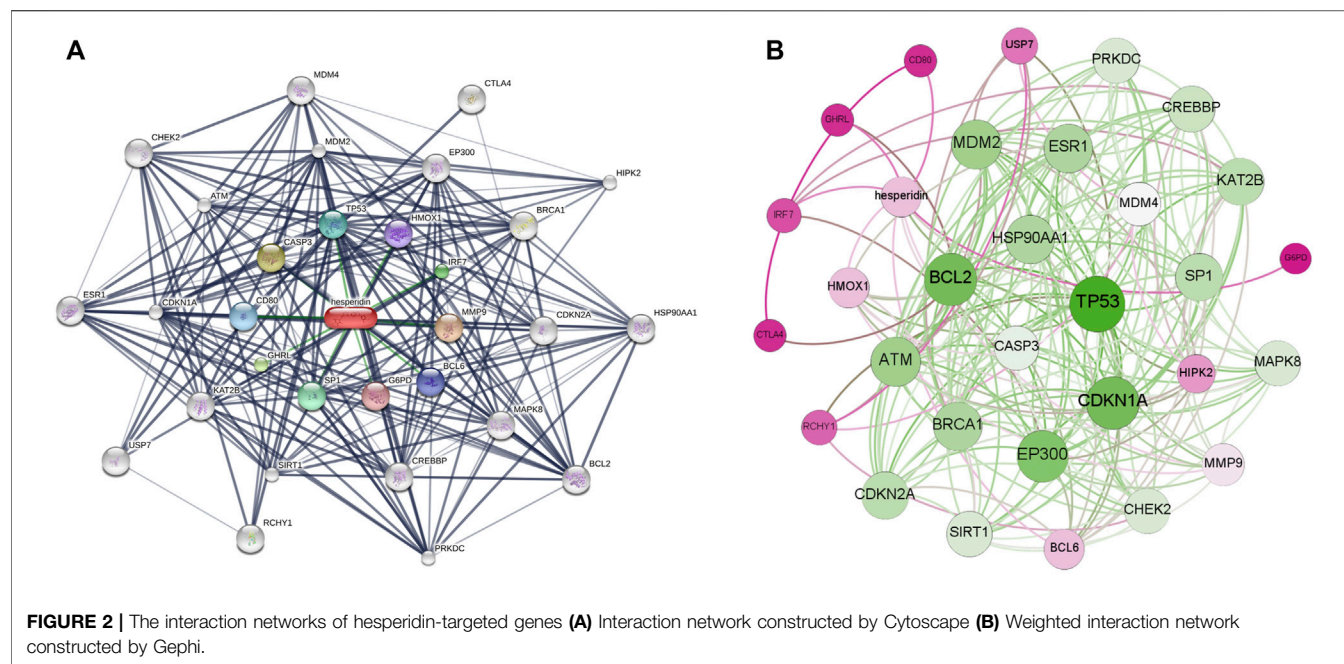 A
MDM4
CTLA4
CHEK2
MDM2
EP300
HIPK2
ATM
TP53
HMOX1
BRCA1
CASP3
IRF7
ESR1
CDKN1A
CD80
hesperidin
MMP9
CDKN2A
HSP90AA1
GHRL
BCL6
KAT2B
SP1
G6PD
MAPK8
USP7
SIRT1
CREBBP
BCL2
RCHY1
PRKDC
B
USP7
CD80
PRKDC
CREBBP
GHRL
MDM2
ESR1
KAT2B
hesperidin
MDM4
IRF7
HSP90AA1
G6PD
SP1
BCL2
HMOX1
TP53
CTLA4
CASP3
ATM
MAPK8
HIPK2
CDKN1A
RCHY1
BRCA1
EP300
MMP9
CDKN2A
CHEK2
SIRT1
BCL6
FIGURE 2 | The interaction networks of hesperidin-targeted genes (A) Interaction network constructed by Cytoscape (B) Weighted interaction network
constructed by Gephi.